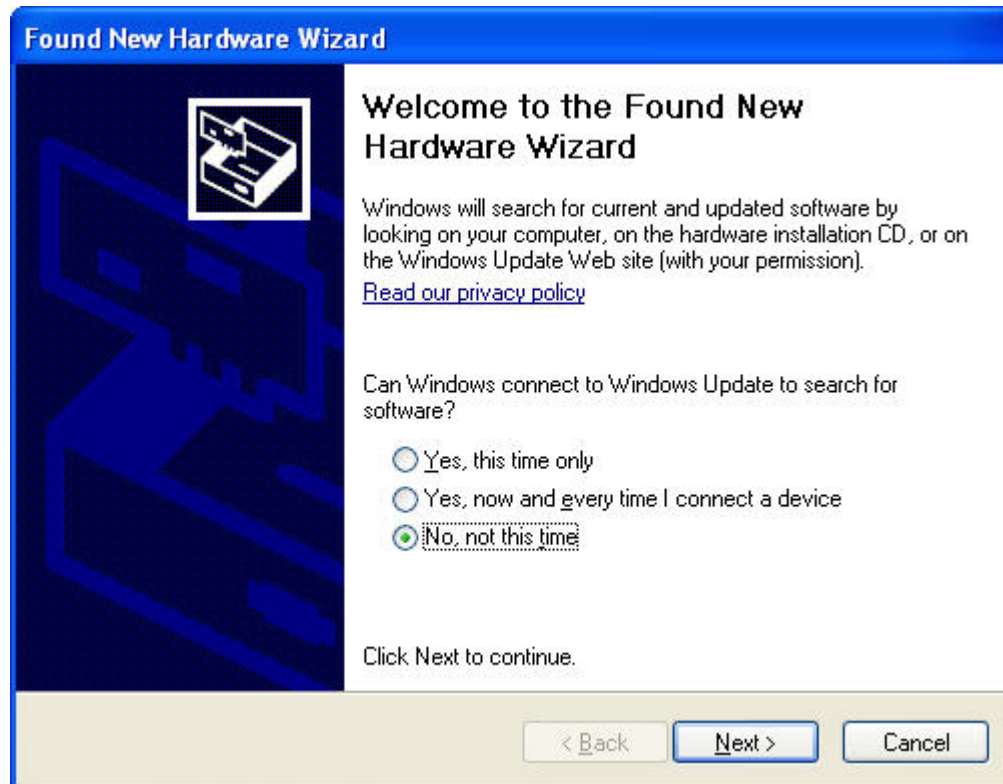 Found New Hardware Wizard
Welcome to the Found New
Hardware Wizard
Windows will search for current and updated software by
looking on your computer, on the hardware installation CD, or on
the Windows Update Web site (with your permission).
Read our privacy policy
Can Windows connect to Windows Update to search for
software?
Yes, this time only
Yes, now and every time I connect a device
No, not this time
Click Next to continue.
< Back
Next >
Cancel